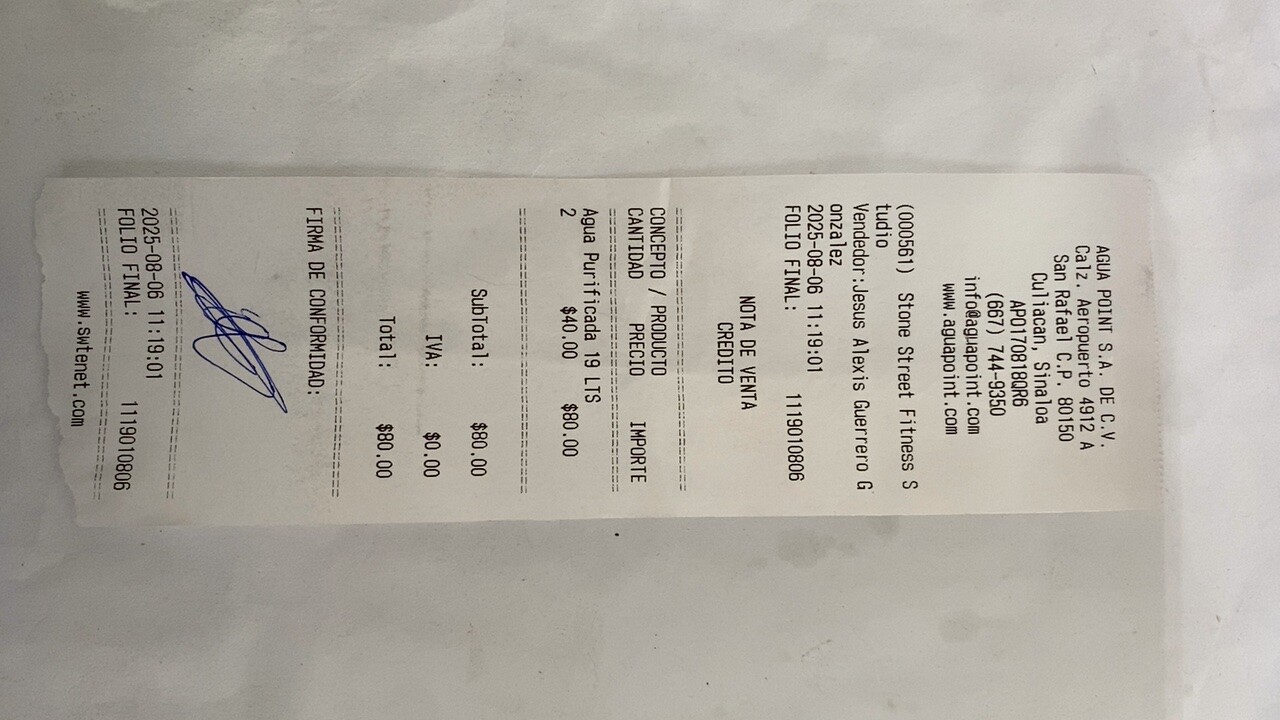 AGUA POINT S.A. DE C.V.
Calz. Aeropuerto 4912 A
San Rafael C.P. 80150
Culiacan, Sinaloa
APO170818QR6
(667) 744-9350
info@aguapoint.com
www.aguapoint.com
(000561) Stone Street Fitness S
tudio
Vendedor:Jesus Alexis Guerrero G
onzalez
2025-08-06 11:19:01
FOLIO FINAL: 1119010806
NOTA DE VENTA
CREDITO
CONCEPTO / PRODUCTO
CANTIDAD PRECIO IMPORTE
Agua Purificada 19 LTS
2 $40.00 $80.00
SubTotal: $80.00
IVA: $0.00
Total: $80.00
FIRMA DE CONFORMIDAD:
2025-08-06 11:19:01
FOLIO FINAL: 1119010806
www.swtenet.com